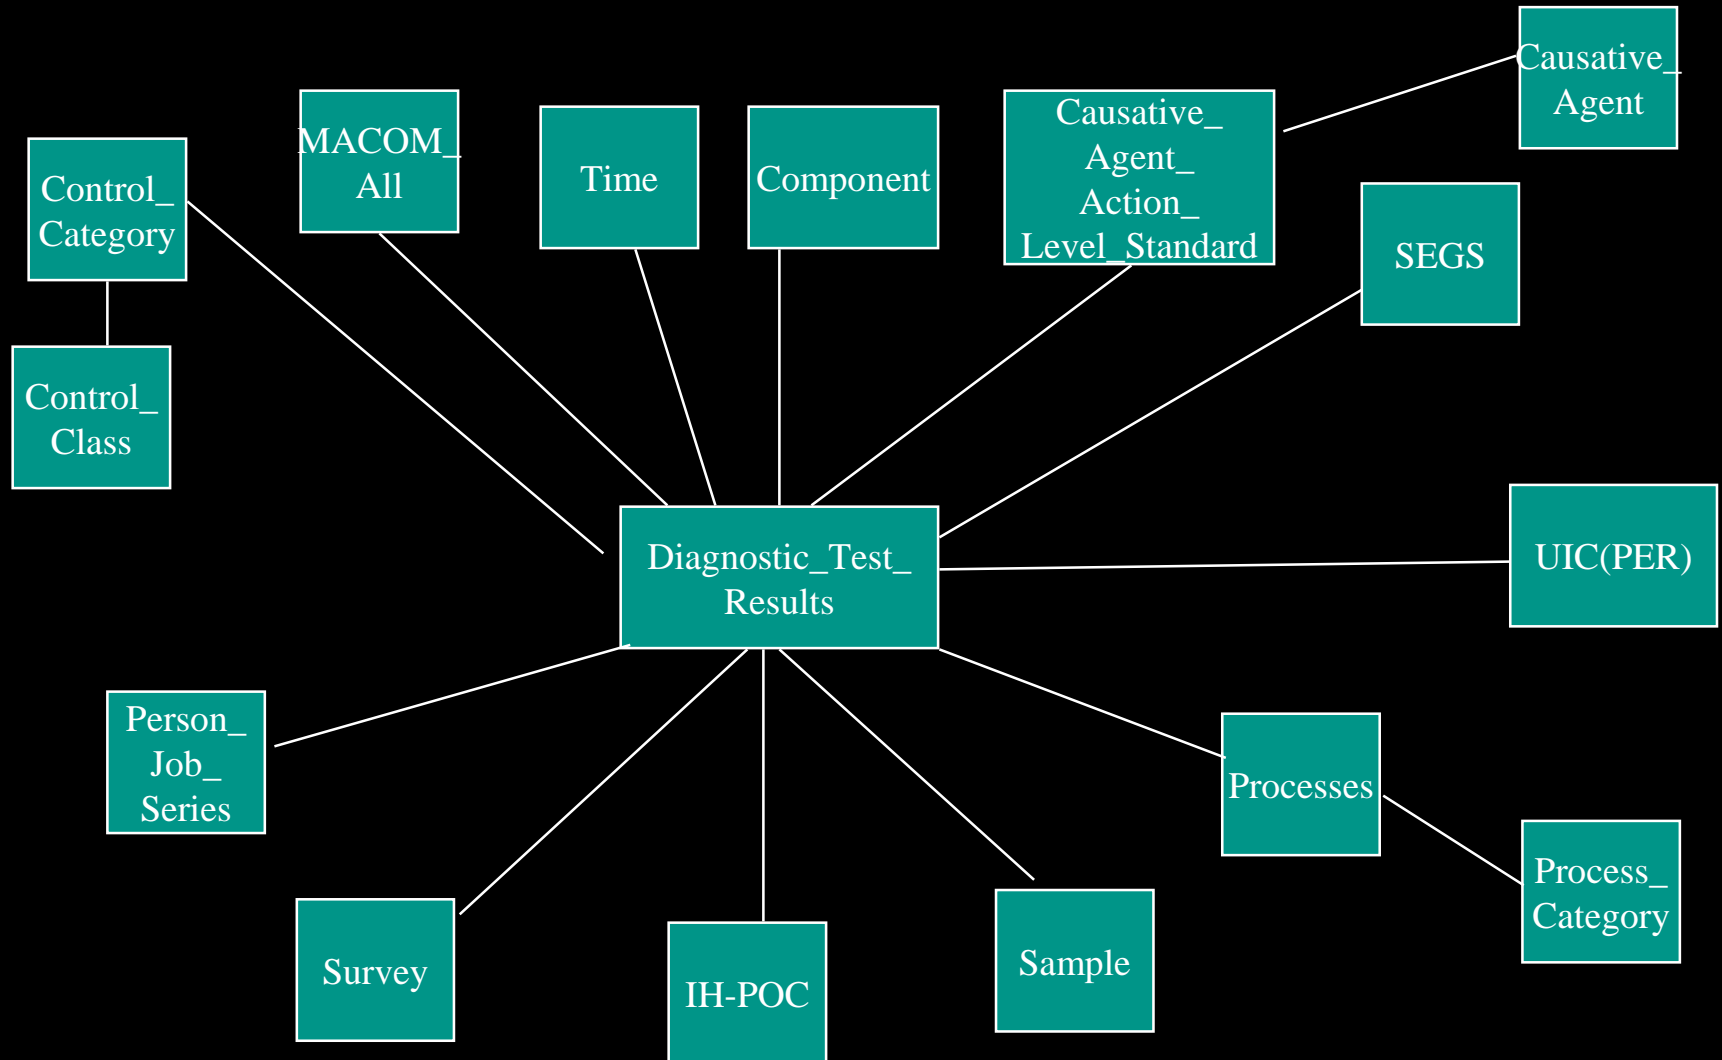 Causative_
Agent
MACOM_
All
Time
Component
Causative_
Agent_
Action_
Level_Standard
Control_
Category
SEGS
Control_
Class
Diagnostic_Test_
Results
UIC(PER)
Person_
Job_
Series
Processes
Process_
Category
Survey
IH-POC
Sample